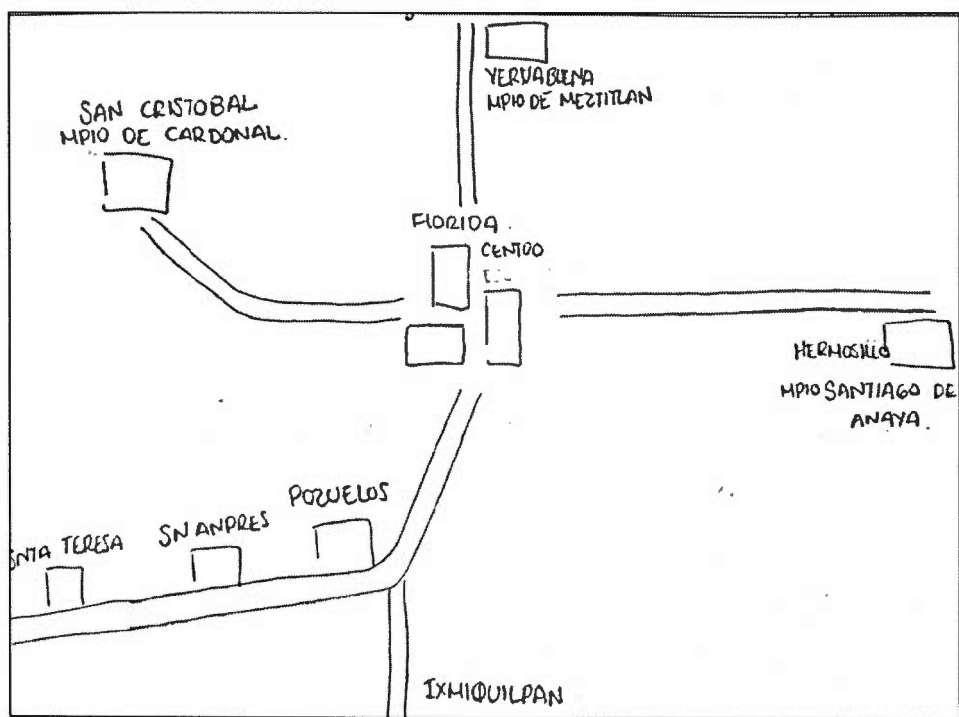 YERVABUENA
MPIO DE MEZTITLAN
SAN CRISTOBAL
MPIO DE CARDONAL.
FLORIDA.
CENTRO
HERMOSILLO
MPIO SANTIAGO DE
ANAYA.
POZUELOS
SN ANDRES
SNTA TERESA
IXMIQUILPAN